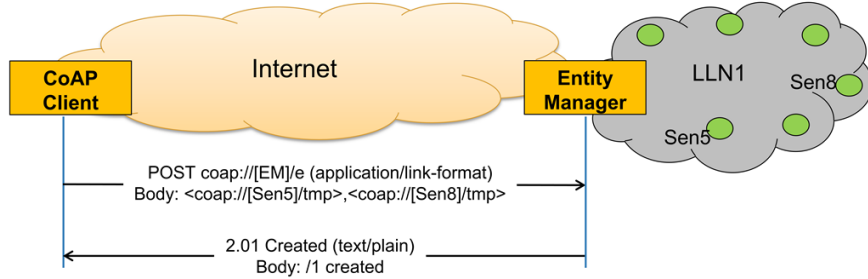 CoAP
Client
Internet
Entity
Manager
LLN1
Sen8
Sen5
POST coap://[EM]/e (application/link-format)
Body: <coap://[Sen5]/tmp>,<coap://[Sen8]/tmp>
2.01 Created (text/plain)
Body: /1 created